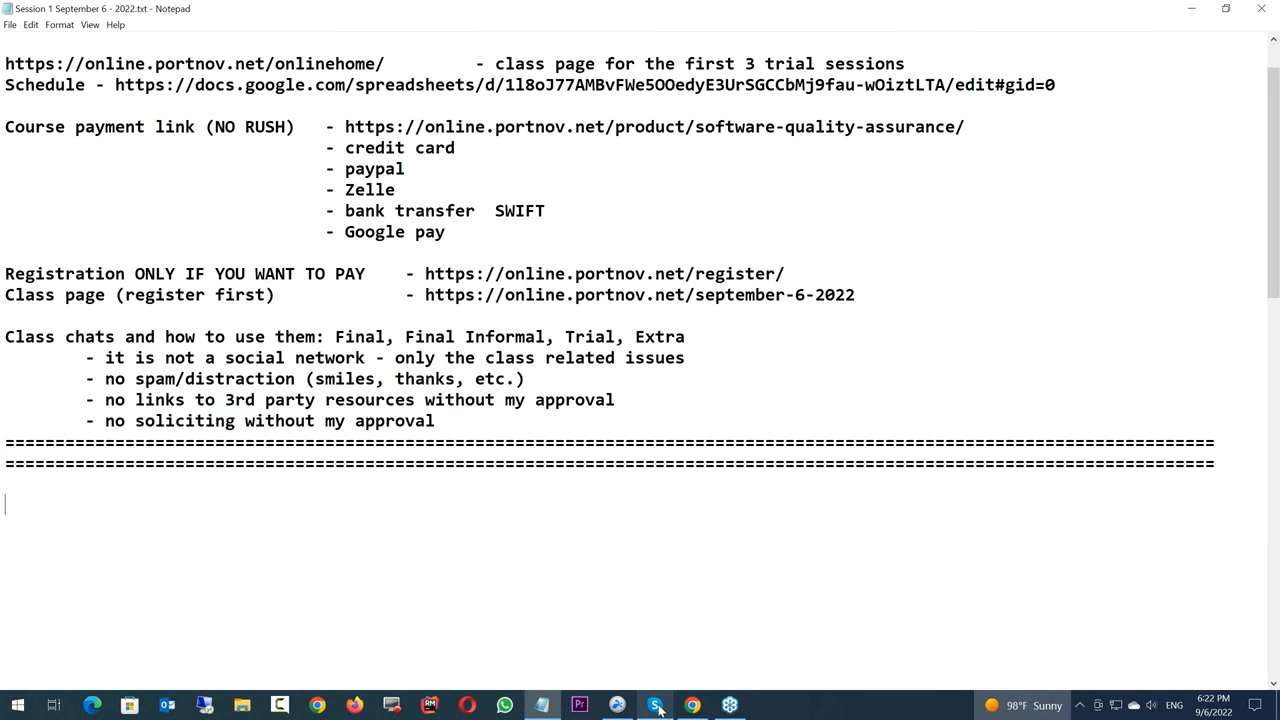 Session 1 September 6 - 2022.txt - Notepad
File Edit Format View Help
https://online.portnov.net/onlinehome/ - class page for the first 3 trial sessions
Schedule - https://docs.google.com/spreadsheets/d/1l8oJ77AMBvFWe5OOedyE3UrSGCCbMj9fau-wOiztLTA/edit#gid=0
Course payment link (NO RUSH) - https://online.portnov.net/product/software-quality-assurance/
- credit card
- paypal
- Zelle
- bank transfer SWIFT
- Google pay
Registration ONLY IF YOU WANT TO PAY - https://online.portnov.net/register/
Class page (register first) - https://online.portnov.net/september-6-2022
Class chats and how to use them: Final, Final Informal, Trial, Extra
- it is not a social network - only the class related issues
- no spam/distraction (smiles, thanks, etc.)
- no links to 3rd party resources without my approval
- no soliciting without my approval
=========================================================================================================================
=========================================================================================================================
98°F Sunny
ENG
6:22 PM
9/6/2022